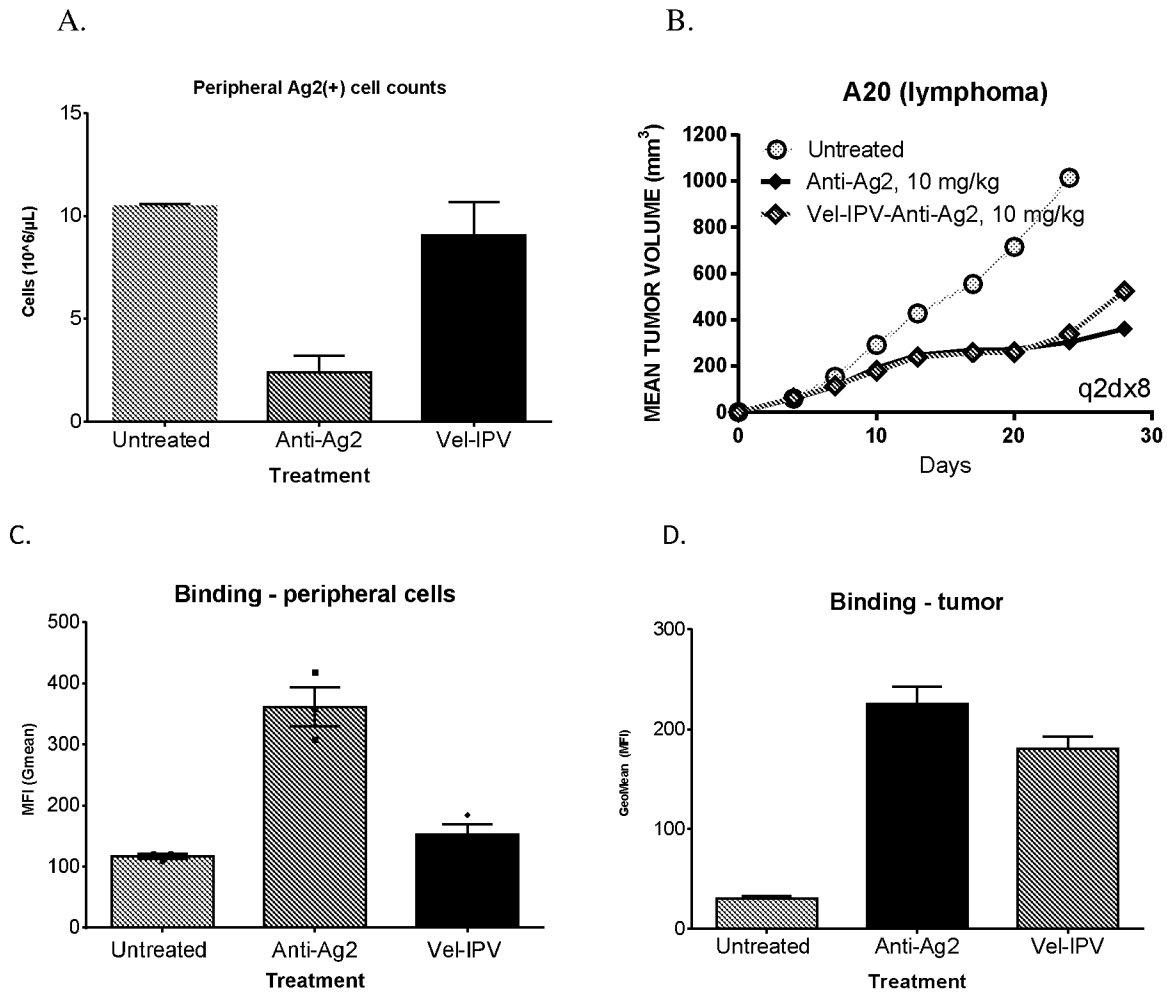 A.
Peripheral Ag2(+) cell counts
15
10
5
0
Cells (10^6/µL)
Untreated
Anti-Ag2
Vel-IPV
Treatment
B.
A20 (lymphoma)
MEAN TUMOR VOLUME (mm3)
1200
1000
800
600
400
200
0
Untreated
Anti-Ag2, 10 mg/kg
Vel-IPV-Anti-Ag2, 10 mg/kg
q2dx8
0
10
20
30
Days
C.
Binding - peripheral cells
500
400
300
200
100
0
MFI (Gmean)
Untreated
Anti-Ag2
Vel-IPV
Treatment
D.
Binding - tumor
300
200
100
0
GeoMean (MFI)
Untreated
Anti-Ag2
Vel-IPV
Treatment